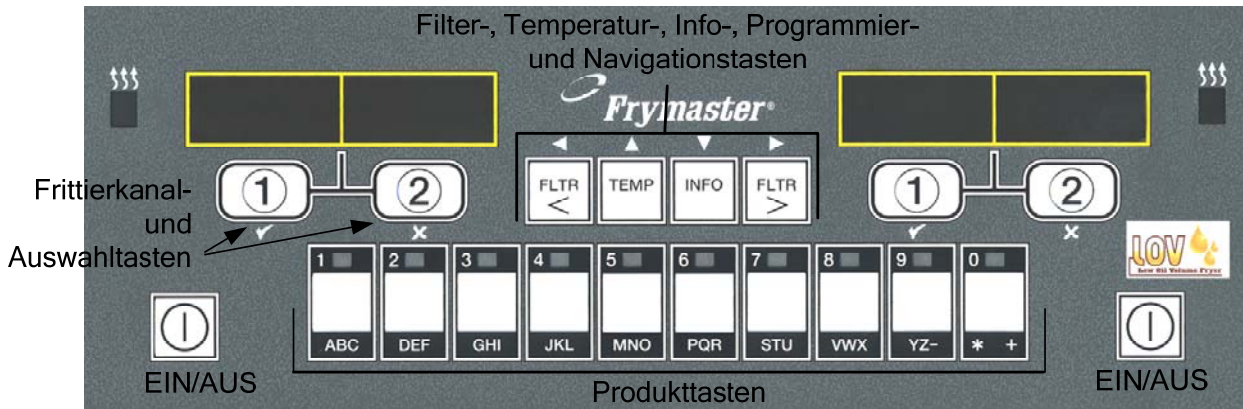 Filter-, Temperatur-, Info-, Programmier-
und Navigationstasten
Frymaster®
FLTR
<
TEMP
INFO
FLTR
>
1
2
1
2
Frittierkanal-
und
Auswahltasten
LOV
Low Oil Volume Fryer
1 2 3 4 5 6 7 8 9 0
ABC DEF GHI JKL MNO PQR STU VWX YZ- * +
EIN/AUS
Produkttasten
EIN/AUS